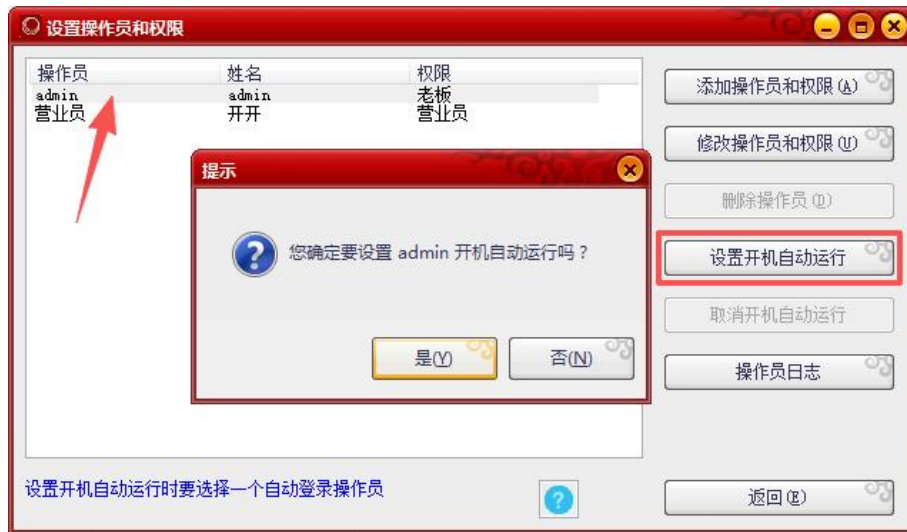 设置操作员和权限
操作员 姓名 权限
admin admin 老板
营业员 开开 营业员
添加操作员和权限(A)
修改操作员和权限(U)
删除操作员(D)
设置开机自动运行
取消开机自动运行
操作员日志
返回(E)
提示
您确定要设置 admin 开机自动运行吗？
是(Y) 否(N)
设置开机自动运行时要选择一个自动登录操作员
?